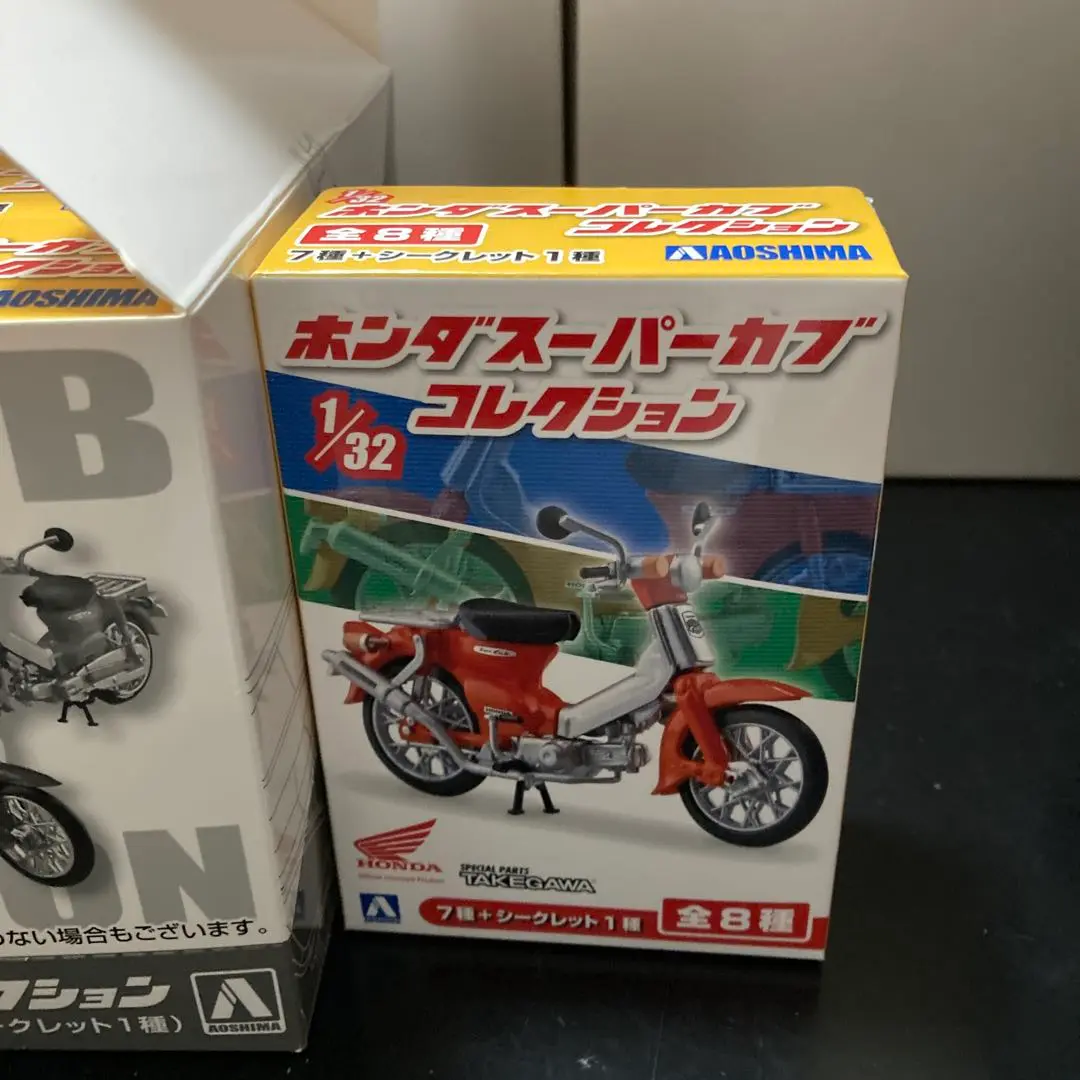 AOSHIMA
B
ON
ない場合もございます。
クション
ークレット1種)
AOSHIMA
1/32
ホンダスーパーカブ
コレクション
全8種
7種+シークレット1種
AOSHIMA
ホンダスーパーカブ
コレクション
1/32
HONDA
HONDA
SPECIAL PARTS
TAKEGAWA
7種+シークレット1種
全8種